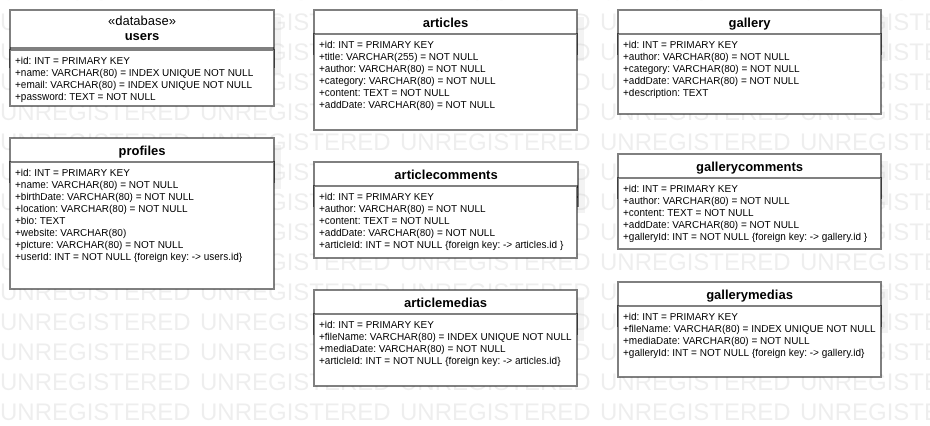 «database»
users
+id: INT = PRIMARY KEY
+name: VARCHAR(80) = INDEX UNIQUE NOT NULL
+email: VARCHAR(80) = INDEX UNIQUE NOT NULL
+password: TEXT = NOT NULL
profiles
+id: INT = PRIMARY KEY
+name: VARCHAR(80) = NOT NULL
+birthDate: VARCHAR(80) = NOT NULL
+location: VARCHAR(80) = NOT NULL
+bio: TEXT
+website: VARCHAR(80)
+picture: VARCHAR(80) = NOT NULL
+userId: INT = NOT NULL {foreign key: -> users.id}
articles
+id: INT = PRIMARY KEY
+title: VARCHAR(255) = NOT NULL
+author: VARCHAR(80) = NOT NULL
+category: VARCHAR(80) = NOT NULL
+content: TEXT = NOT NULL
+addDate: VARCHAR(80) = NOT NULL
articlecomments
+id: INT = PRIMARY KEY
+author: VARCHAR(80) = NOT NULL
+content: TEXT = NOT NULL
+addDate: VARCHAR(80) = NOT NULL
+articleId: INT = NOT NULL {foreign key: -> articles.id }
articlemedias
+id: INT = PRIMARY KEY
+fileName: VARCHAR(80) = INDEX UNIQUE NOT NULL
+mediaDate: VARCHAR(80) = NOT NULL
+articleId: INT = NOT NULL {foreign key: -> articles.id}
gallery
+id: INT = PRIMARY KEY
+author: VARCHAR(80) = NOT NULL
+category: VARCHAR(80) = NOT NULL
+addDate: VARCHAR(80) = NOT NULL
+description: TEXT
gallerycomments
+id: INT = PRIMARY KEY
+author: VARCHAR(80) = NOT NULL
+content: TEXT = NOT NULL
+addDate: VARCHAR(80) = NOT NULL
+galleryId: INT = NOT NULL {foreign key: -> gallery.id }
gallerymedias
+id: INT = PRIMARY KEY
+fileName: VARCHAR(80) = INDEX UNIQUE NOT NULL
+mediaDate: VARCHAR(80) = NOT NULL
+galleryId: INT = NOT NULL {foreign key: -> gallery.id}
UNREGISTERED UNREGISTERED UNREGISTERED UNREGISTERED UNREGISTE